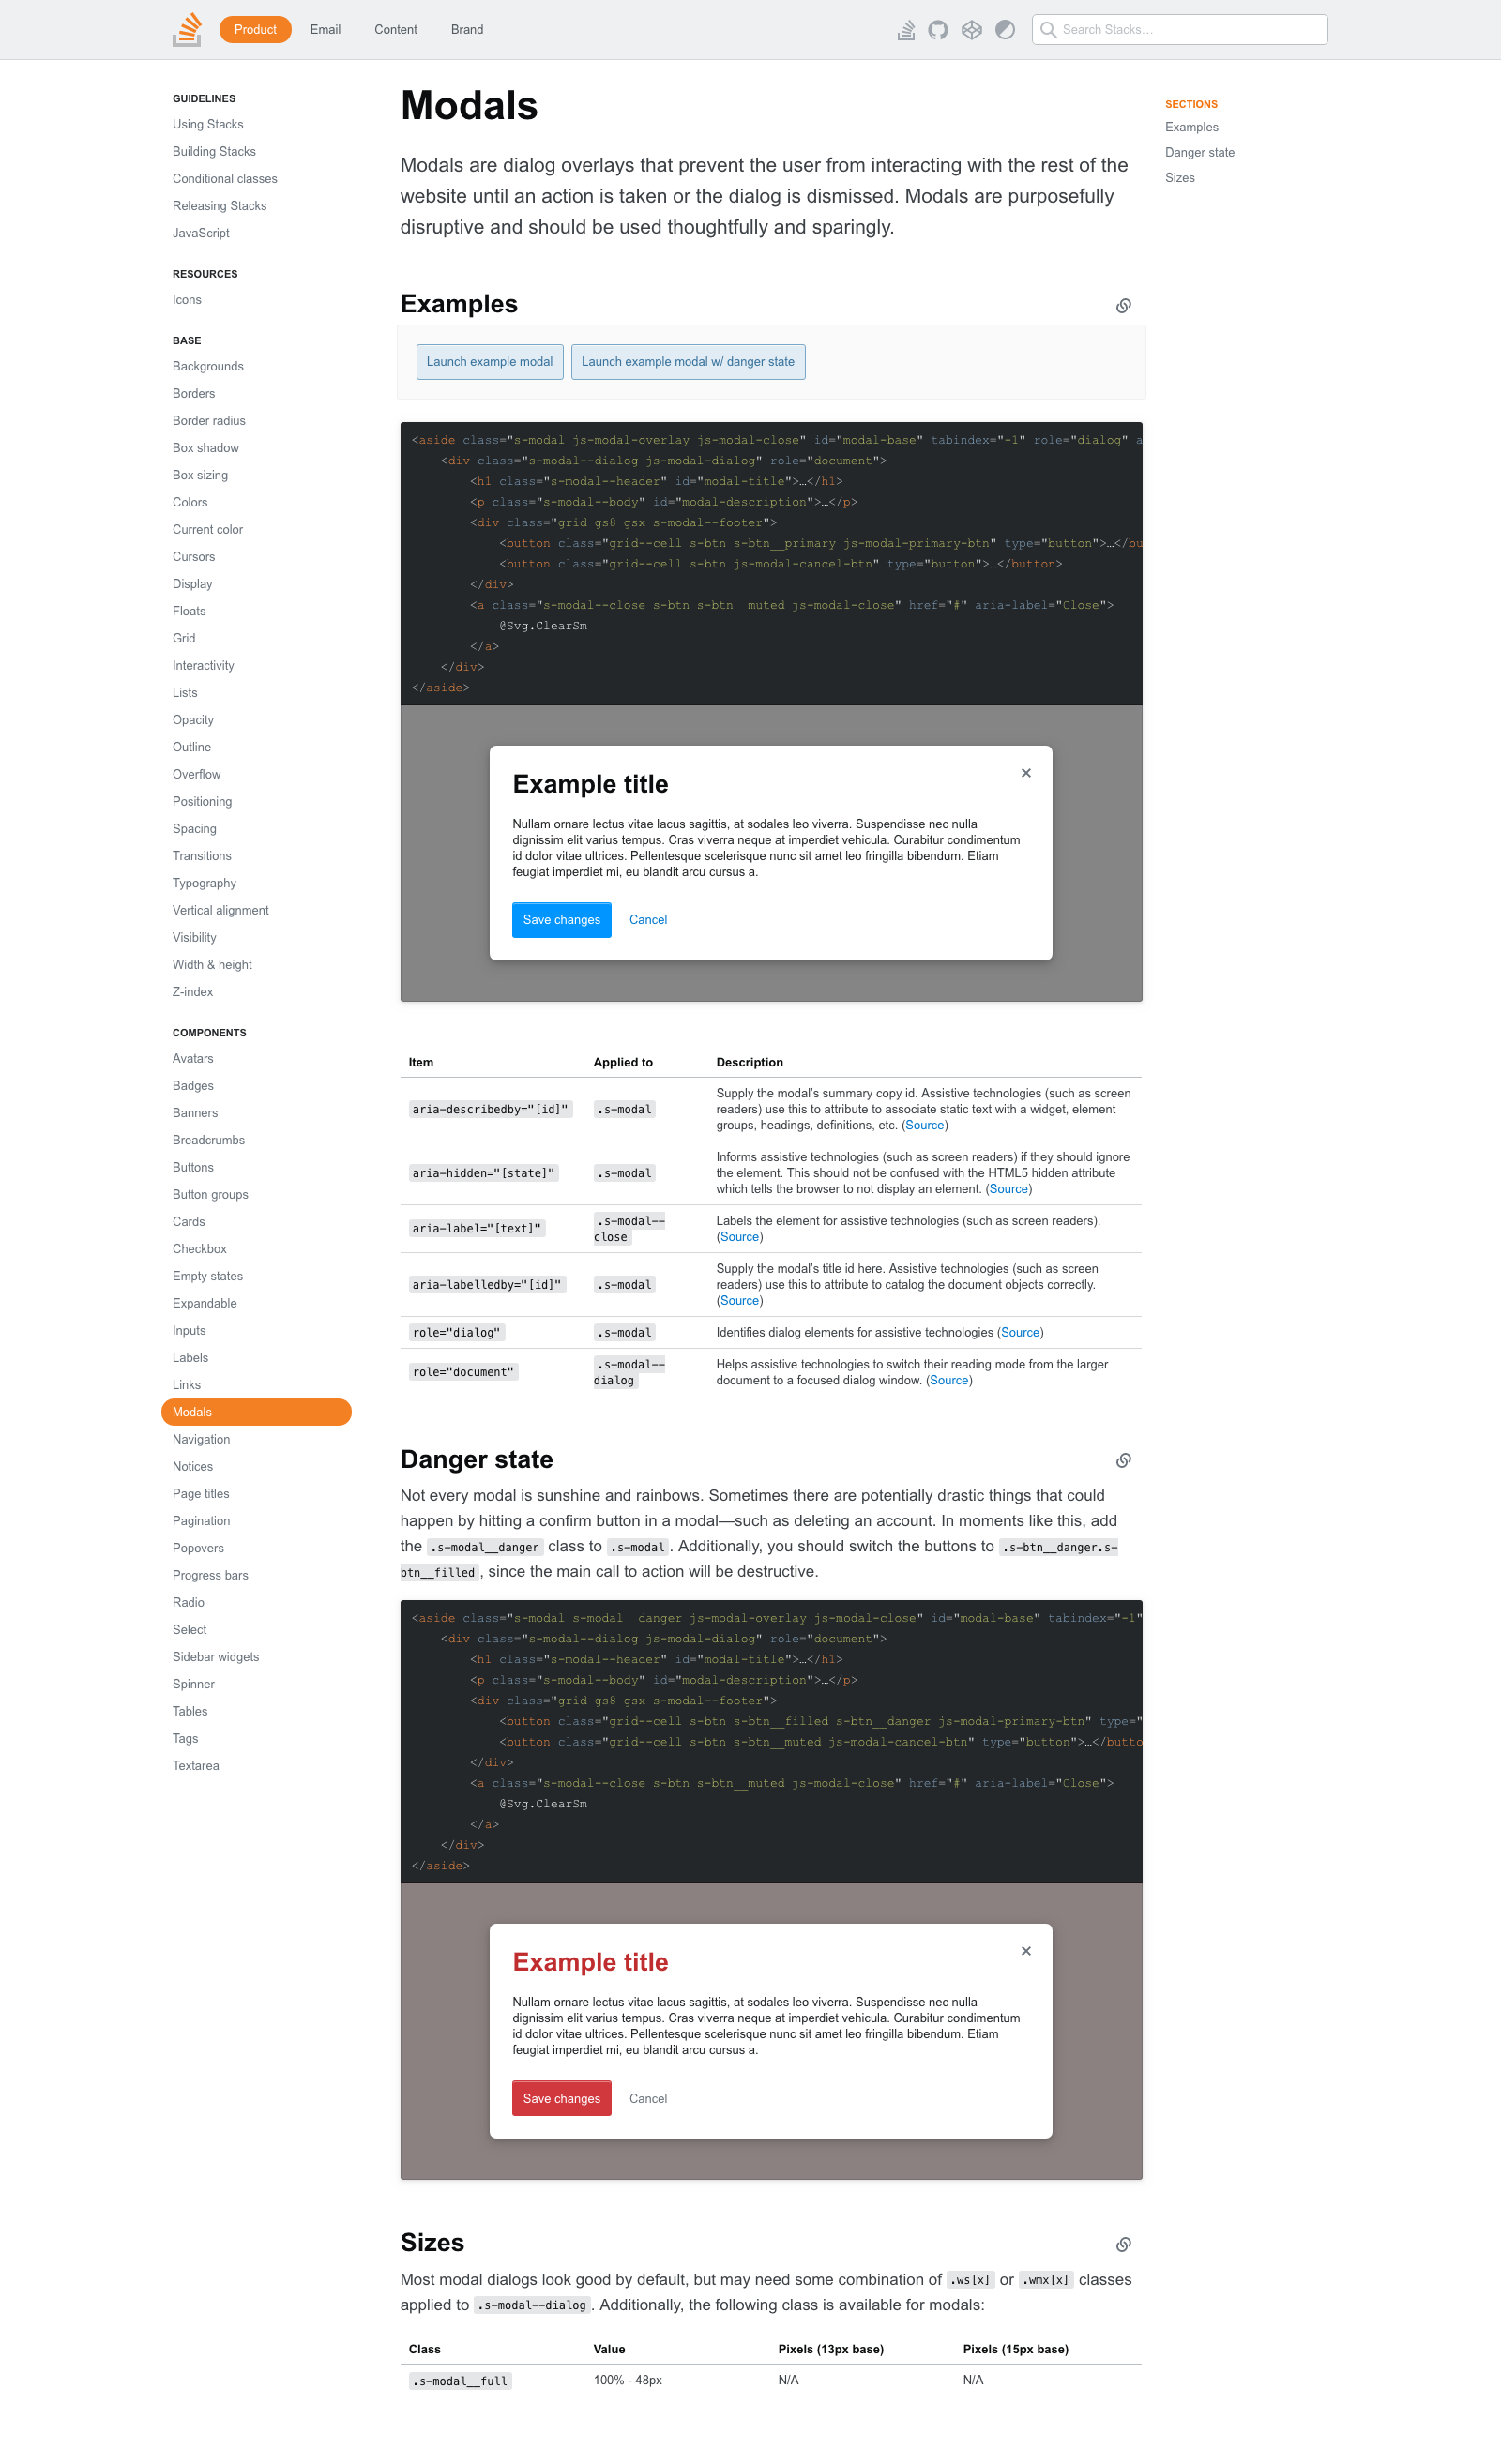 Product
Email
Content
Brand
Search Stacks…
GUIDELINES
Using Stacks
Building Stacks
Conditional classes
Releasing Stacks
JavaScript
RESOURCES
Icons
BASE
Backgrounds
Borders
Border radius
Box shadow
Box sizing
Colors
Current color
Cursors
Display
Floats
Grid
Interactivity
Lists
Opacity
Outline
Overflow
Positioning
Spacing
Transitions
Typography
Vertical alignment
Visibility
Width & height
Z-index
COMPONENTS
Avatars
Badges
Banners
Breadcrumbs
Buttons
Button groups
Cards
Checkbox
Empty states
Expandable
Inputs
Labels
Links
Modals
Navigation
Notices
Page titles
Pagination
Popovers
Progress bars
Radio
Select
Sidebar widgets
Spinner
Tables
Tags
Textarea
Modals
Modals are dialog overlays that prevent the user from interacting with the rest of the
website until an action is taken or the dialog is dismissed. Modals are purposefully
disruptive and should be used thoughtfully and sparingly.
Examples
Launch example modal
Launch example modal w/ danger state
<aside class="s-modal js-modal-overlay js-modal-close" id="modal-base" tabindex="-1" role="dialog" a
<div class="s-modal--dialog js-modal-dialog" role="document">
<h1 class="s-modal--header" id="modal-title">…</h1>
<p class="s-modal--body" id="modal-description">…</p>
<div class="grid gs8 gsx s-modal--footer">
<button class="grid--cell s-btn s-btn__primary js-modal-primary-btn" type="button">…</bu
<button class="grid--cell s-btn js-modal-cancel-btn" type="button">…</button>
</div>
<a class="s-modal--close s-btn s-btn__muted js-modal-close" href="#" aria-label="Close">
@Svg.ClearSm
</a>
</div>
</aside>
Example title
Nullam ornare lectus vitae lacus sagittis, at sodales leo viverra. Suspendisse nec nulla
dignissim elit varius tempus. Cras viverra neque at imperdiet vehicula. Curabitur condimentum
id dolor vitae ultrices. Pellentesque scelerisque nunc sit amet leo fringilla bibendum. Etiam
feugiat imperdiet mi, eu blandit arcu cursus a.
Save changes
Cancel
Item Applied to Description
aria-describedby="[id]" .s-modal Supply the modal's summary copy id. Assistive technologies (such as screen
readers) use this to attribute to associate static text with a widget, element
groups, headings, definitions, etc. (Source)
aria-hidden="[state]" .s-modal Informs assistive technologies (such as screen readers) if they should ignore
the element. This should not be confused with the HTML5 hidden attribute
which tells the browser to not display an element. (Source)
aria-label="[text]" .s-modal--
close Labels the element for assistive technologies (such as screen readers).
(Source)
aria-labelledby="[id]" .s-modal Supply the modal's title id here. Assistive technologies (such as screen
readers) use this to attribute to catalog the document objects correctly.
(Source)
role="dialog" .s-modal Identifies dialog elements for assistive technologies (Source)
role="document" .s-modal--
dialog Helps assistive technologies to switch their reading mode from the larger
document to a focused dialog window. (Source)
Danger state
Not every modal is sunshine and rainbows. Sometimes there are potentially drastic things that could
happen by hitting a confirm button in a modal—such as deleting an account. In moments like this, add
the .s-modal__danger class to .s-modal. Additionally, you should switch the buttons to .s-btn__danger.s-
btn__filled, since the main call to action will be destructive.
<aside class="s-modal s-modal__danger js-modal-overlay js-modal-close" id="modal-base" tabindex="-1"
<div class="s-modal--dialog js-modal-dialog" role="document">
<h1 class="s-modal--header" id="modal-title">…</h1>
<p class="s-modal--body" id="modal-description">…</p>
<div class="grid gs8 gsx s-modal--footer">
<button class="grid--cell s-btn s-btn__filled s-btn__danger js-modal-primary-btn" type="
<button class="grid--cell s-btn s-btn__muted js-modal-cancel-btn" type="button">…</butto
</div>
<a class="s-modal--close s-btn s-btn__muted js-modal-close" href="#" aria-label="Close">
@Svg.ClearSm
</a>
</div>
</aside>
Example title
Nullam ornare lectus vitae lacus sagittis, at sodales leo viverra. Suspendisse nec nulla
dignissim elit varius tempus. Cras viverra neque at imperdiet vehicula. Curabitur condimentum
id dolor vitae ultrices. Pellentesque scelerisque nunc sit amet leo fringilla bibendum. Etiam
feugiat imperdiet mi, eu blandit arcu cursus a.
Save changes
Cancel
Sizes
Most modal dialogs look good by default, but may need some combination of .ws[x] or .wmx[x] classes
applied to .s-modal--dialog. Additionally, the following class is available for modals:
Class Value Pixels (13px base) Pixels (15px base)
.s-modal__full 100% - 48px N/A N/A
SECTIONS
Examples
Danger state
Sizes